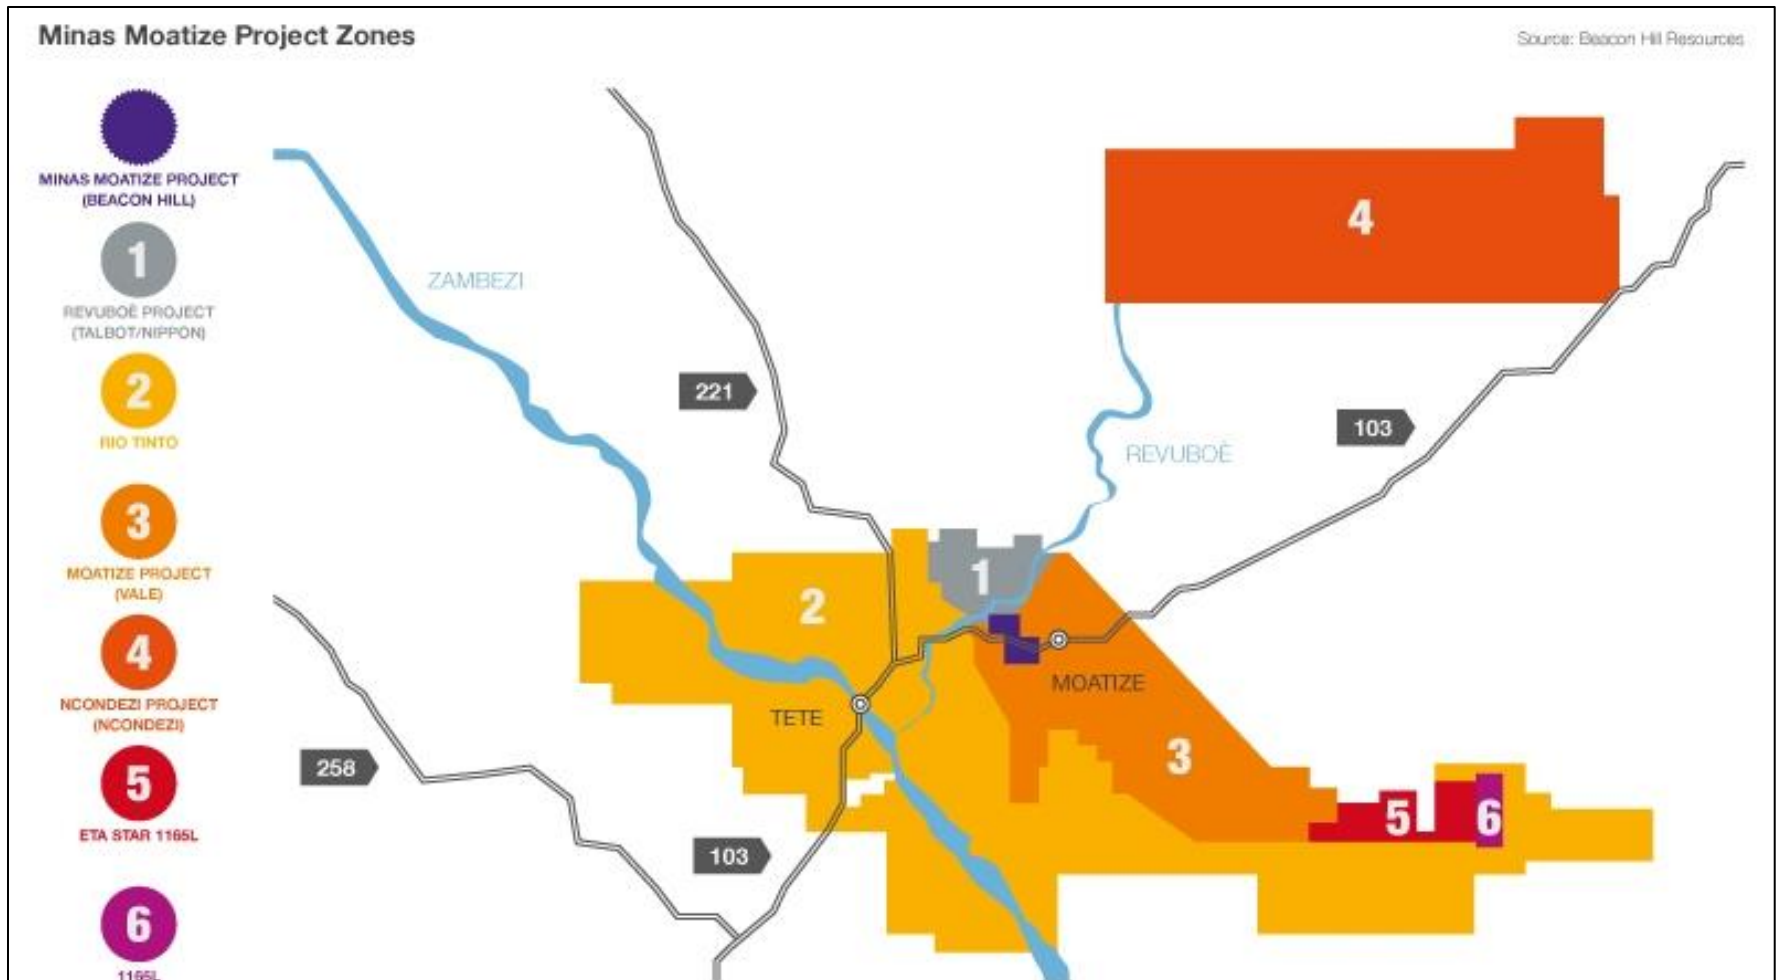 Minas Moatize Project Zones
Source: Beacon Hill Resources
MINAS MOATIZE PROJECT
(BEACON HILL)
1
REVUBOÈ PROJECT
(TALBOT/NIPPON)
2
RIO TINTO
3
MOATIZE PROJECT
(VALE)
4
NCONDEZI PROJECT
(NCONDEZI)
5
ETA STAR 1165L
6
1165L
ZAMBEZI
4
221
103
REVUBOÈ
1
2
MOATIZE
TETE
3
258
5
6
103